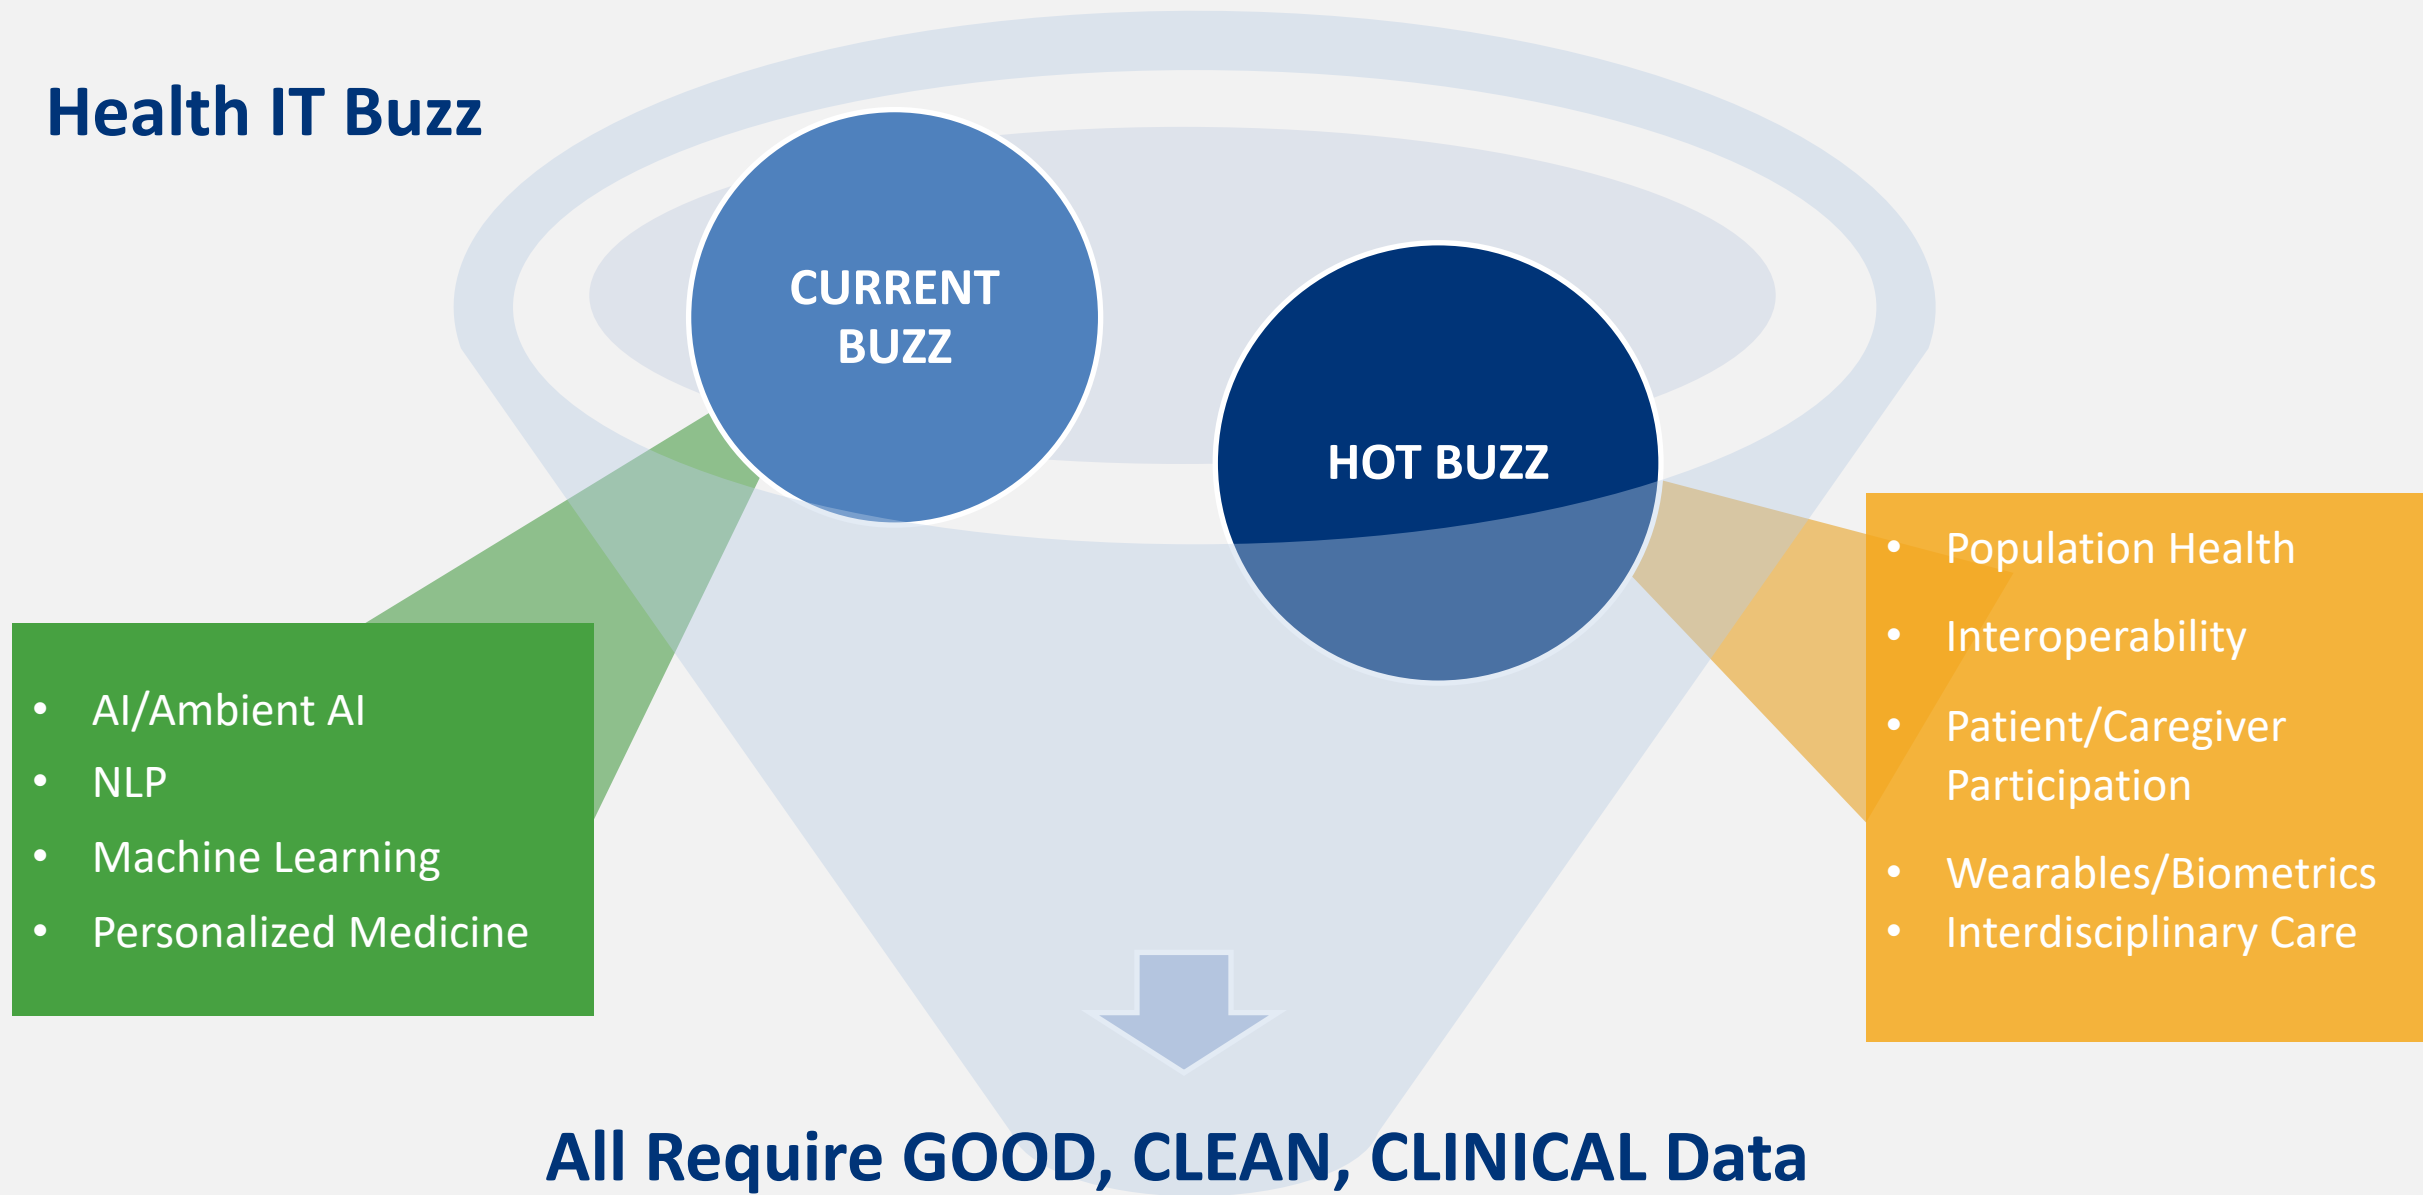 Health IT Buzz
CURRENT
BUZZ
HOT BUZZ
• AI/Ambient AI
• NLP
• Machine Learning
• Personalized Medicine
• Population Health
• Interoperability
• Patient/Caregiver
Participation
• Wearables/Biometrics
• Interdisciplinary Care
All Require GOOD, CLEAN, CLINICAL Data